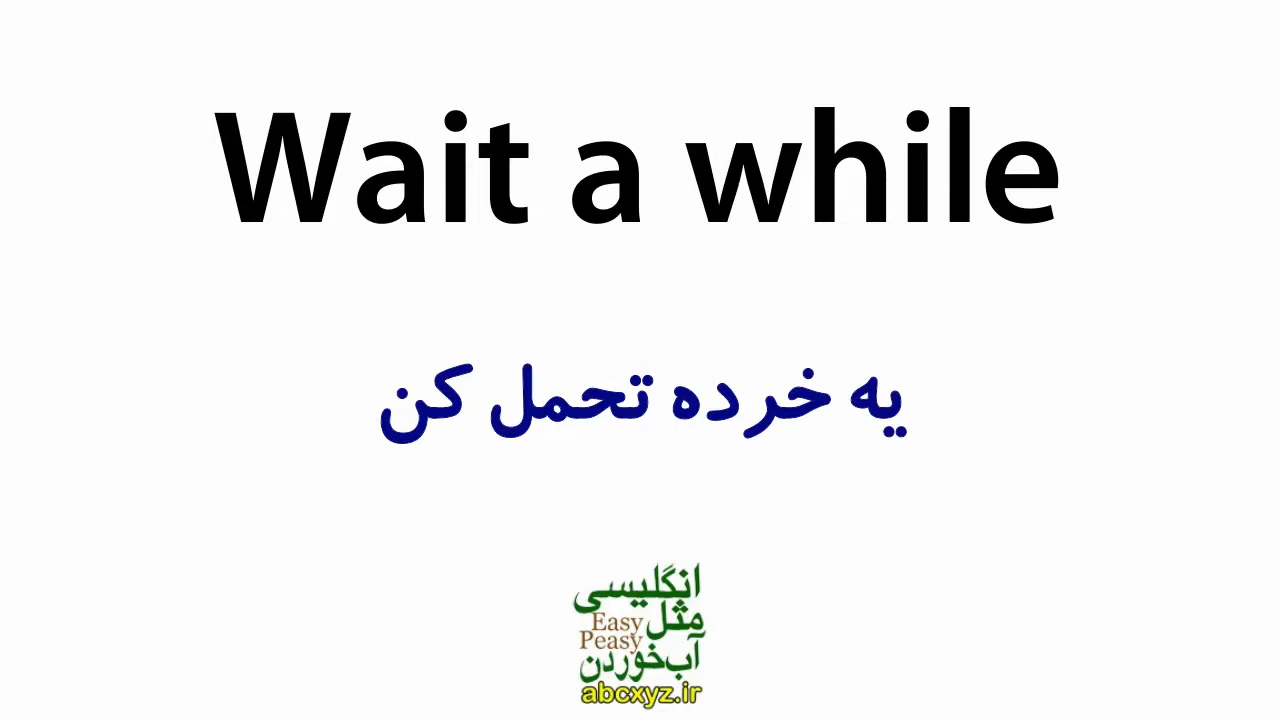 Wait a while
یه خرده تحمل کن
انگلیسی
مثل
Easy
Peasy
آب‌خوردن
abcxyz.ir